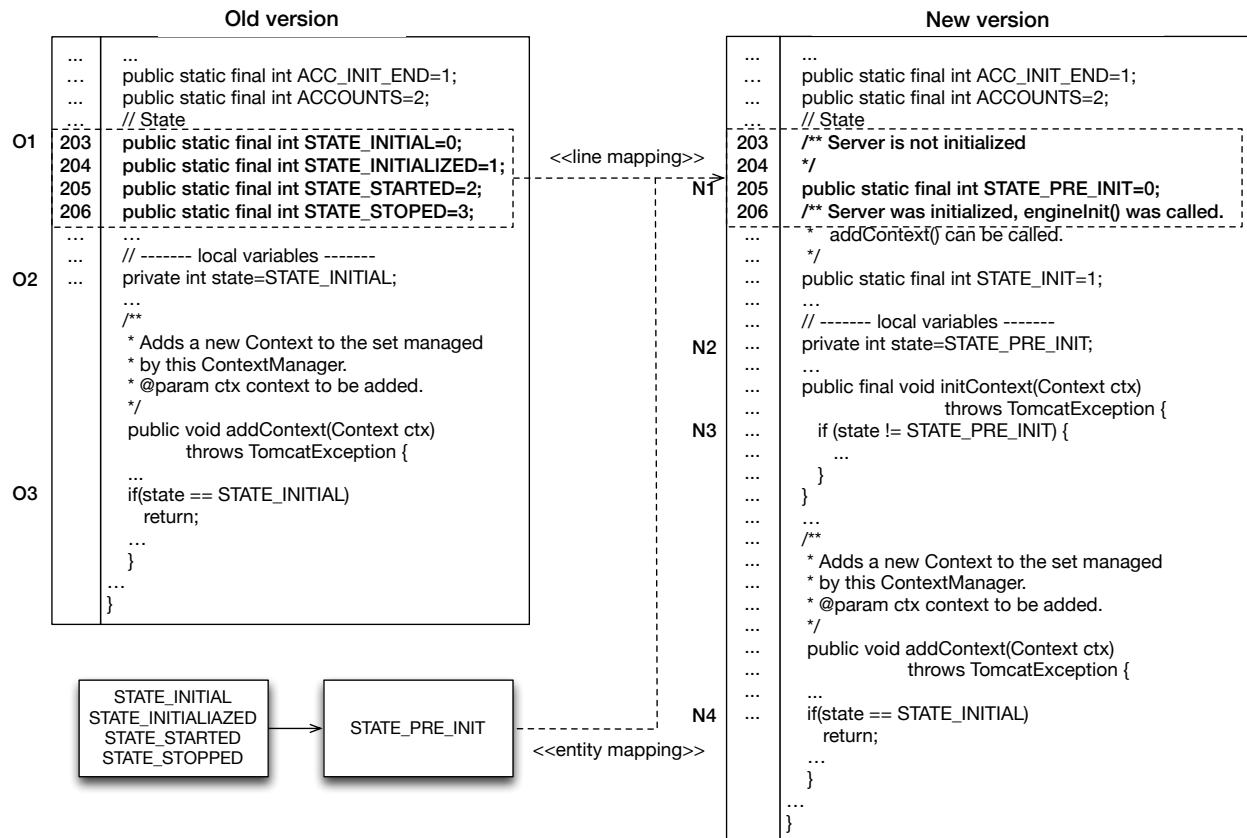 Old version
... ...
... public static final int ACC_INIT_END=1;
... public static final int ACCOUNTS=2;
... // State
O1 203 public static final int STATE_INITIAL=0;
204 public static final int STATE_INITIALIZED=1;
205 public static final int STATE_STARTED=2;
206 public static final int STATE_STOPED=3;
... ...
... // ------- local variables -------
O2 ... private int state=STATE_INITIAL;
...
/**
* Adds a new Context to the set managed
* by this ContextManager.
* @param ctx context to be added.
*/
public void addContext(Context ctx)
throws TomcatException {
...
O3 if(state == STATE_INITIAL)
return;
...
}
...
}
<<line mapping>>
New version
... ...
... public static final int ACC_INIT_END=1;
... public static final int ACCOUNTS=2;
... // State
203 /** Server is not initialized
204 */
N1 205 public static final int STATE_PRE_INIT=0;
206 /** Server was initialized, engineInit() was called.
... * addContext() can be called.
... */
... public static final int STATE_INIT=1;
... ...
... // ------- local variables -------
N2 ... private int state=STATE_PRE_INIT;
... ...
... public final void initContext(Context ctx)
... throws TomcatException {
N3 ... if (state != STATE_PRE_INIT) {
... ...
... }
... }
... ...
... /**
... * Adds a new Context to the set managed
... * by this ContextManager.
... * @param ctx context to be added.
... */
... public void addContext(Context ctx)
... throws TomcatException {
... ...
N4 ... if(state == STATE_INITIAL)
return;
...
}
...
}
STATE_INITIAL
STATE_INITIALIAZED
STATE_STARTED
STATE_STOPPED
STATE_PRE_INIT
<<entity mapping>>